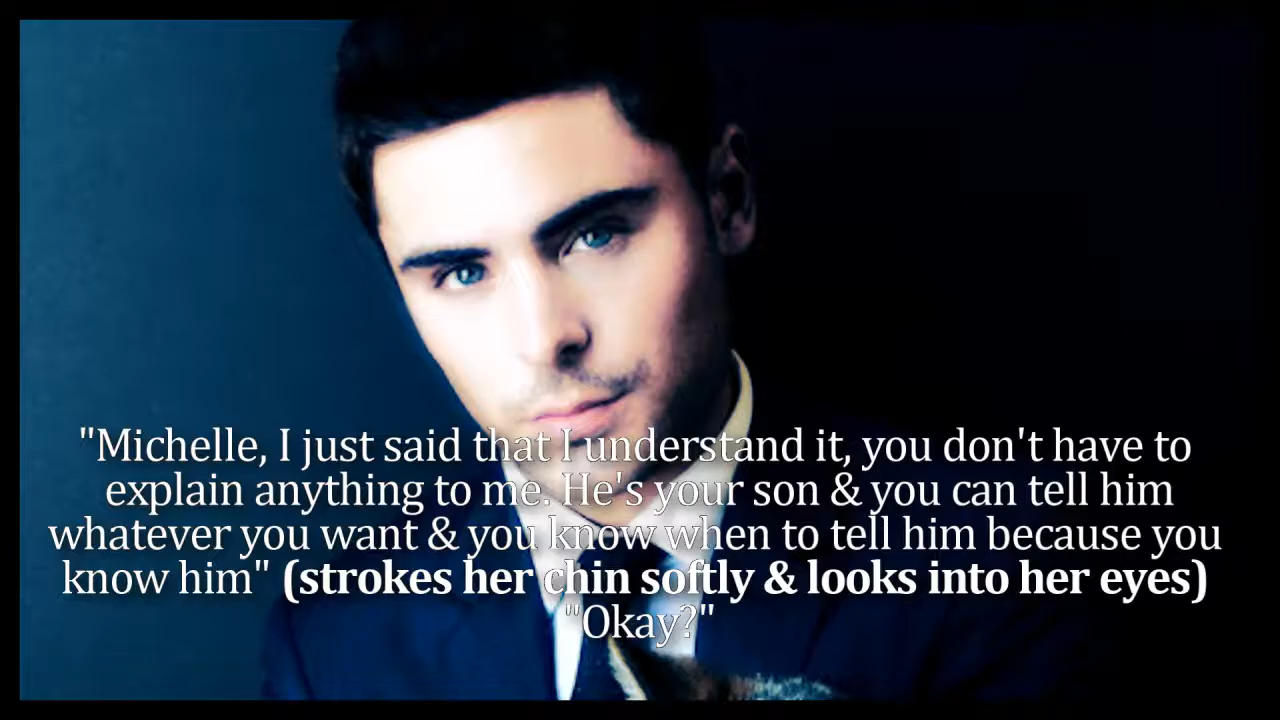 "Michelle, I just said that I understand it, you don't have to
explain anything to me. He's your son & you can tell him
whatever you want & you know when to tell him because you
know him" (strokes her chin softly & looks into her eyes)
"Okay?"